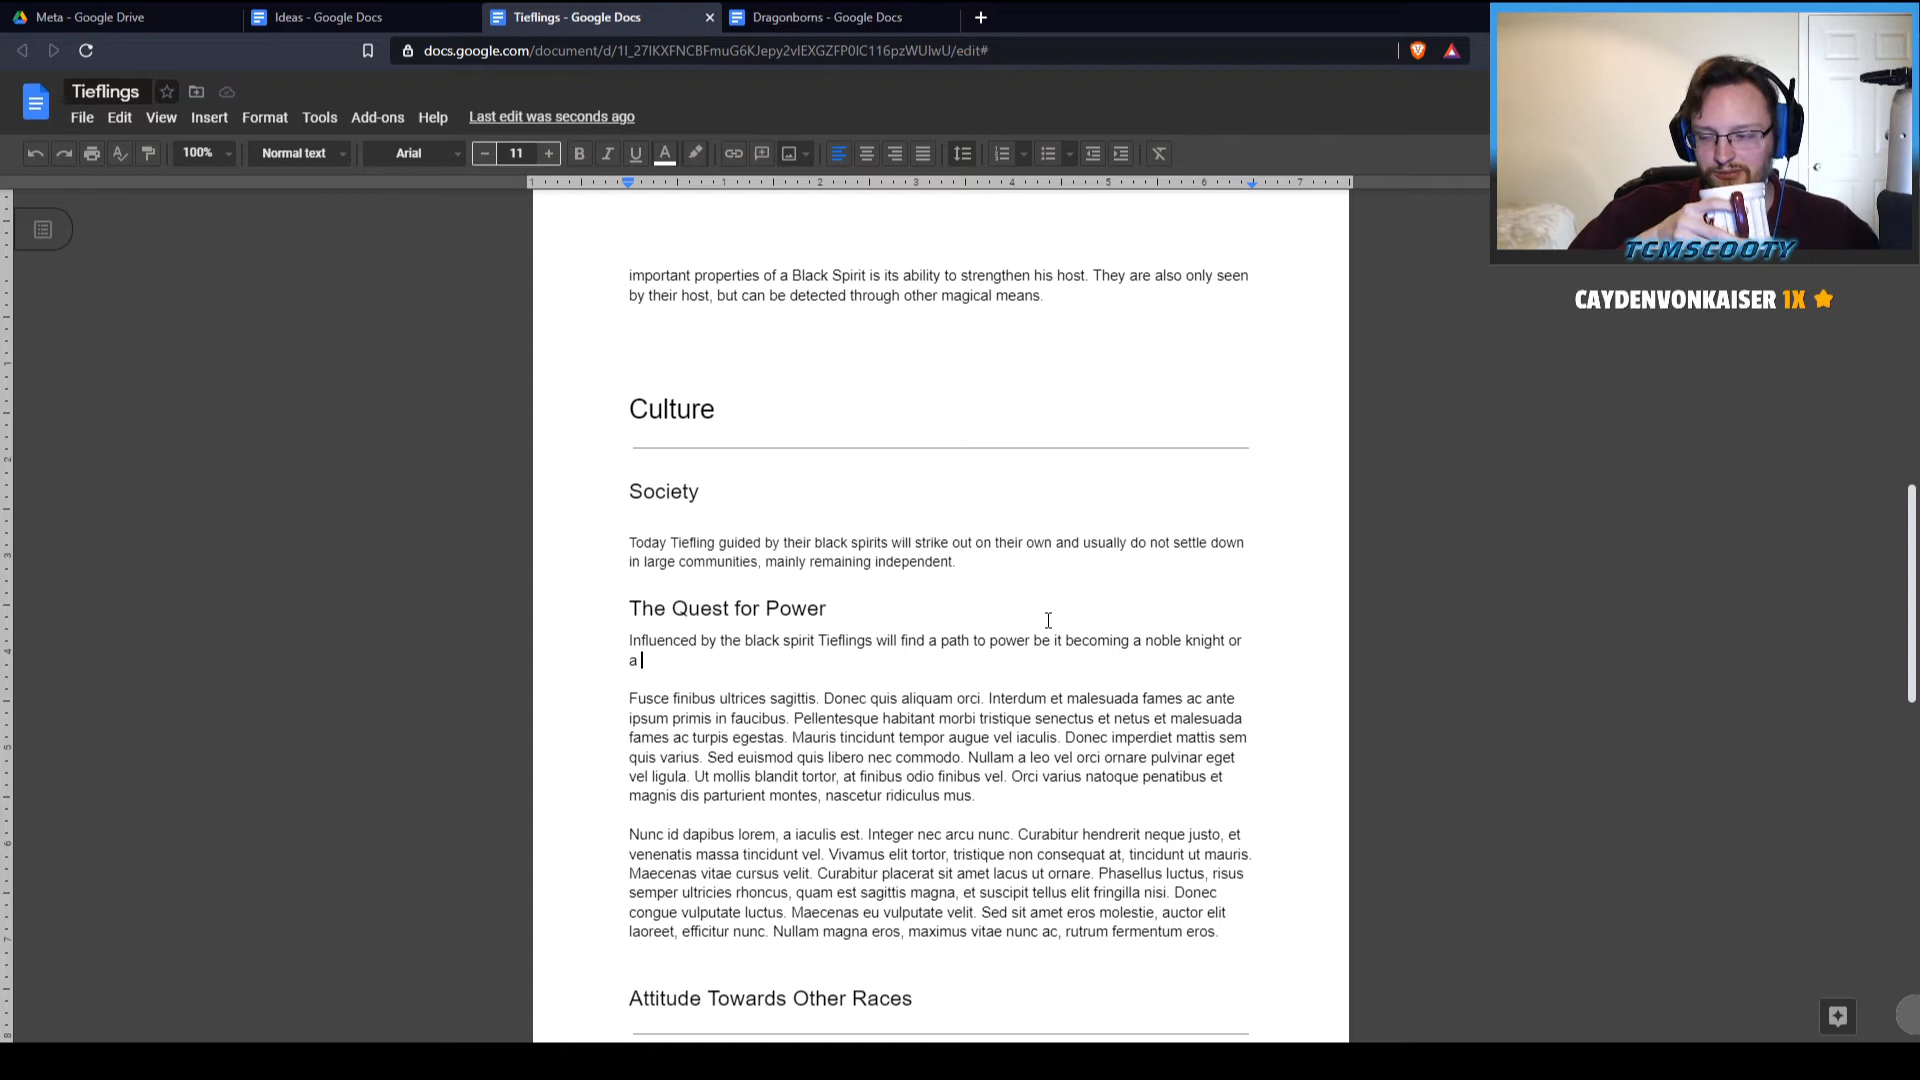 Meta - Google Drive
Ideas - Google Docs
Tieflings - Google Docs
Dragonborns - Google Docs
docs.google.com/document/d/1I_27IKXFNCBFmuG6KJepy2vIEXGZFP0IC116pzWUIwU/edit#
Tieflings
File Edit View Insert Format Tools Add-ons Help Last edit was seconds ago
100% Normal text Arial 11 B I U A
1 1 2 3 4 5 6 7
important properties of a Black Spirit is its ability to strengthen his host. They are also only seen
by their host, but can be detected through other magical means.
Culture
Society
Today Tiefling guided by their black spirits will strike out on their own and usually do not settle down
in large communities, mainly remaining independent.
The Quest for Power
Influenced by the black spirit Tieflings will find a path to power be it becoming a noble knight or
a
Fusce finibus ultrices sagittis. Donec quis aliquam orci. Interdum et malesuada fames ac ante
ipsum primis in faucibus. Pellentesque habitant morbi tristique senectus et netus et malesuada
fames ac turpis egestas. Mauris tincidunt tempor augue vel iaculis. Donec imperdiet mattis sem
quis varius. Sed euismod quis libero nec commodo. Nullam a leo vel orci ornare pulvinar eget
vel ligula. Ut mollis blandit tortor, at finibus odio finibus vel. Orci varius natoque penatibus et
magnis dis parturient montes, nascetur ridiculus mus.
Nunc id dapibus lorem, a iaculis est. Integer nec arcu nunc. Curabitur hendrerit neque justo, et
venenatis massa tincidunt vel. Vivamus elit tortor, tristique non consequat at, tincidunt ut mauris.
Maecenas vitae cursus velit. Curabitur placerat sit amet lacus ut ornare. Phasellus luctus, risus
semper ultricies rhoncus, quam est sagittis magna, et suscipit tellus elit fringilla nisi. Donec
congue vulputate luctus. Maecenas eu vulputate velit. Sed sit amet eros molestie, auctor elit
laoreet, efficitur nunc. Nullam magna eros, maximus vitae nunc ac, rutrum fermentum eros.
Attitude Towards Other Races
TCMSCOOTY
CAYDENVONKAISER 1X